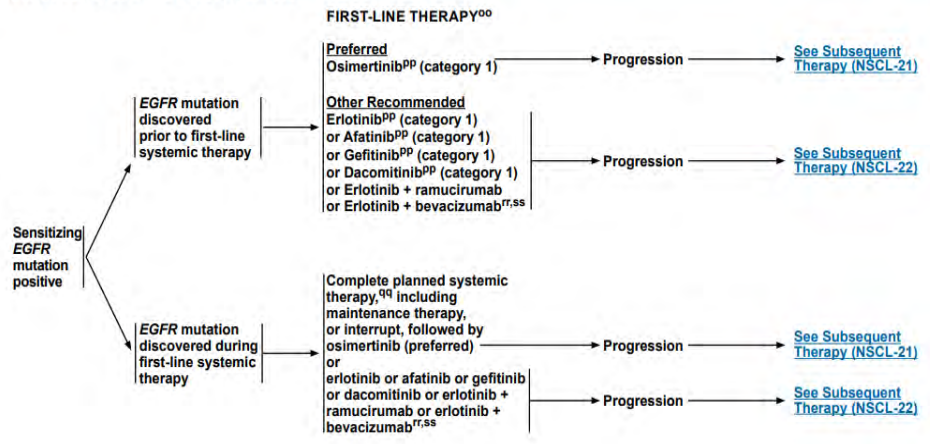 FIRST-LINE THERAPYoo
Preferred
Osimertinibpp (category 1)
Progression
See Subsequent
Therapy (NSCL-21)
EGFR mutation
discovered
prior to first-line
systemic therapy
Other Recommended
Erlotinibpp (category 1)
or Afatinibpp (category 1)
or Gefitinibpp (category 1)
or Dacomitinibpp (category 1)
or Erlotinib + ramucirumab
or Erlotinib + bevacizumabrr,ss
Progression
See Subsequent
Therapy (NSCL-22)
Sensitizing
EGFR
mutation
positive
EGFR mutation
discovered during
first-line systemic
therapy
Complete planned systemic
therapy,qq including
maintenance therapy,
or interrupt, followed by
osimertinib (preferred)
or
erlotinib or afatinib or gefitinib
or dacomitinib or erlotinib +
ramucirumab or erlotinib +
bevacizumabrr,ss
Progression
See Subsequent
Therapy (NSCL-21)
Progression
See Subsequent
Therapy (NSCL-22)